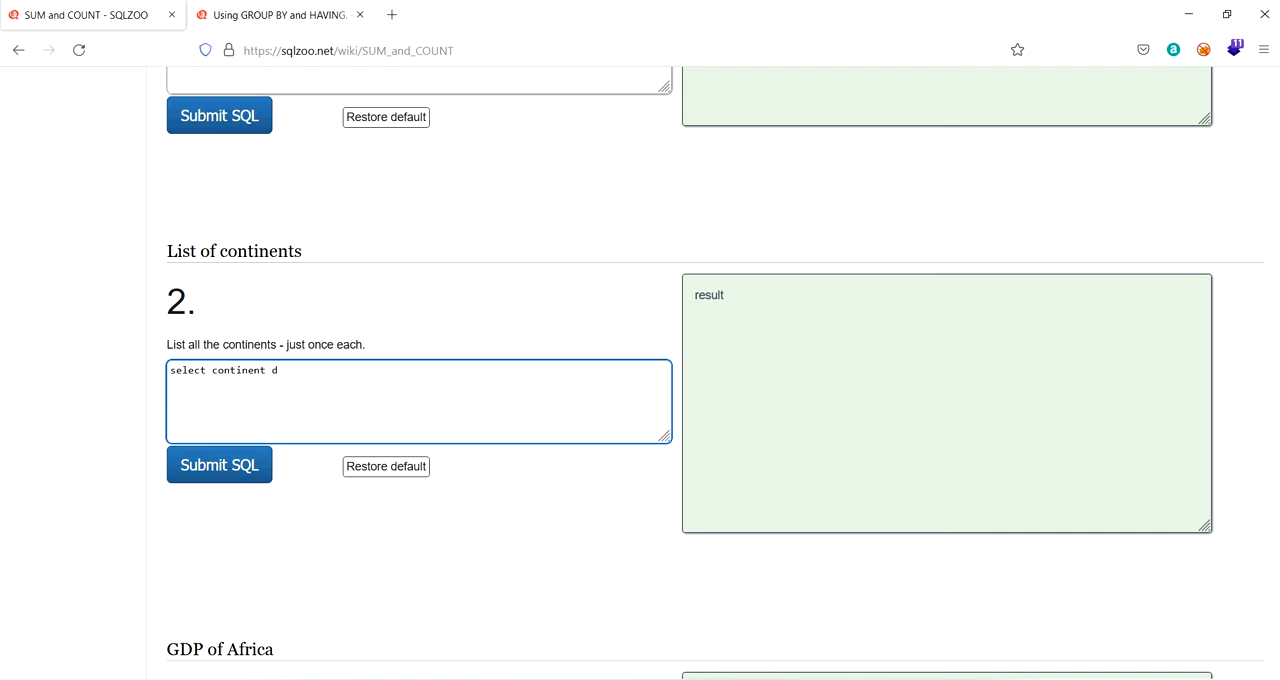 SUM and COUNT - SQLZOO
Using GROUP BY and HAVING.
https://sqlzoo.net/wiki/SUM_and_COUNT
11
Submit SQL
Restore default
List of continents
2.
List all the continents - just once each.
select continent d
result
Submit SQL
Restore default
GDP of Africa